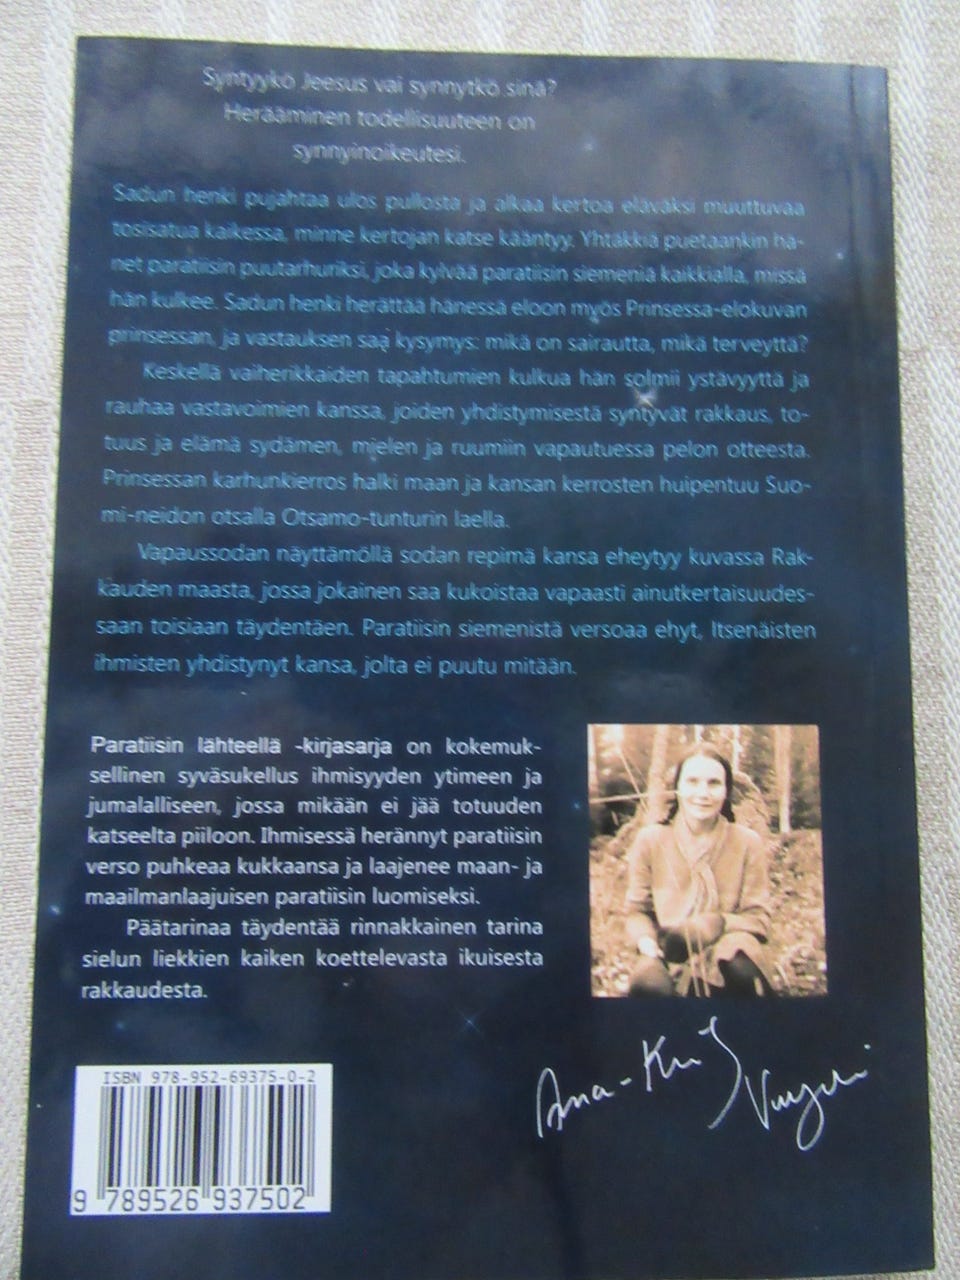 Syntyykö Jeesus vai synnytkö sinä?
Herääminen todellisuuteen on
synnyinoikeutesi.
Sadun henki pujahtaa ulos pullosta ja alkaa kertoa eläväksi muuttuvaa
tosisatua kaikessa, minne kertojan katse kääntyy. Yhtäkkiä puetaankin hä-
net paratiisin puutarhuriksi, joka kylvää paratiisin siemeniä kaikkialla, missä
hän kulkee. Sadun henki herättää hänessä eloon myös Prinsessa-elokuvan
prinsessan, ja vastauksen saa kysymys: mikä on sairautta, mikä terveyttä?
Keskellä vaiherikkaiden tapahtumien kulkua hän solmii ystävyyttä ja
rauhaa vastavoimien kanssa, joiden yhdistymisestä syntyvät rakkaus, to-
tuus ja elämä sydämen, mielen ja ruumiin vapautuessa pelon otteesta.
Prinsessan karhunkierros halki maan ja kansan kerrosten huipentuu Suo-
mi-neidon otsalla Otsamo-tunturin laella.
Vapaussodan näyttämöllä sodan repimä kansa eheytyy kuvassa Rak-
kauden maasta, jossa jokainen saa kukoistaa vapaasti ainutkertaisuudes-
saan toisiaan täydentäen. Paratiisin siemenistä versoaa ehyt, Itsenäisten
ihmisten yhdistynyt kansa, jolta ei puutu mitään.
Paratiisin lähteellä -kirjasarja on kokemuk-
sellinen syväsukellus ihmisyyden ytimeen ja
jumalalliseen, jossa mikään ei jää totuuden
katseelta piiloon. Ihmisessä herännyt paratiisin
verso puhkeaa kukkaansa ja laajenee maan- ja
maailmanlaajuisen paratiisin luomiseksi.
Päätarinaa täydentää rinnakkainen tarina
sielun liekkien kaiken koettelevasta ikuisesta
rakkaudesta.
ISBN 978-952-69375-0-2
9 789526 937502